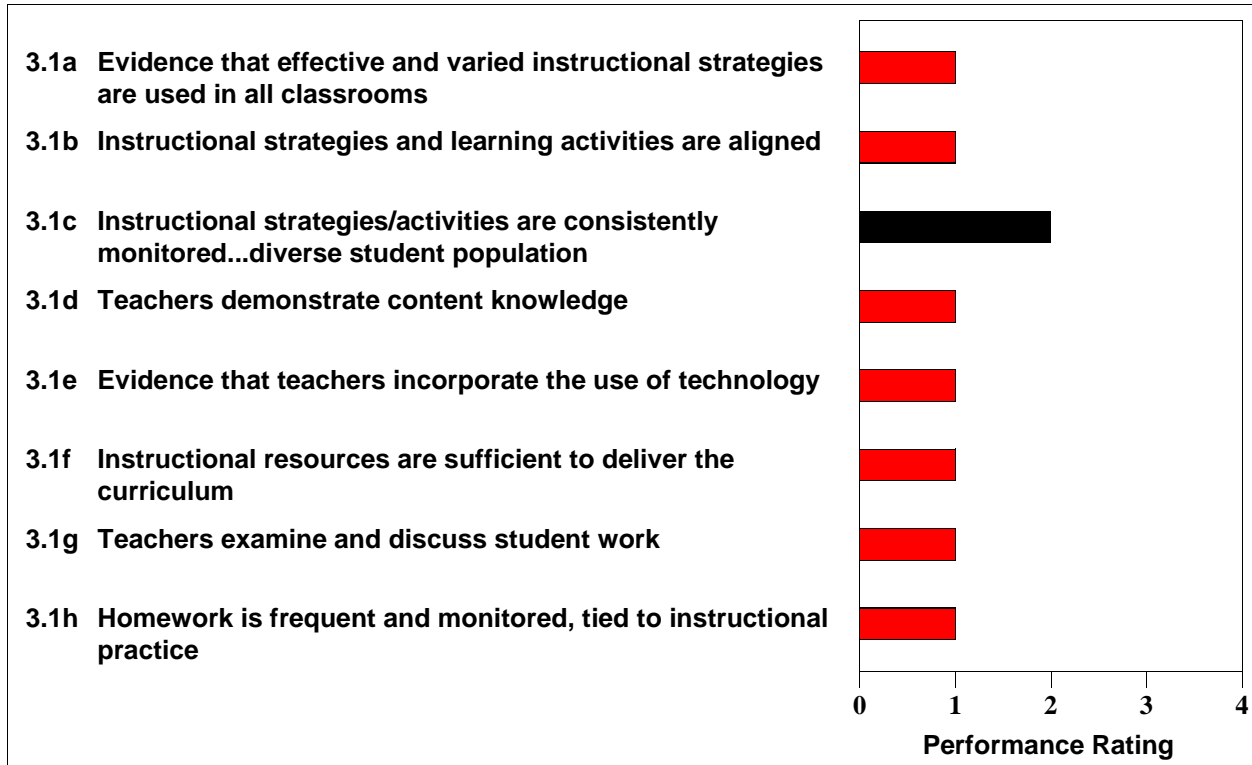 3.1a Evidence that effective and varied instructional strategies
are used in all classrooms
3.1b Instructional strategies and learning activities are aligned
3.1c Instructional strategies/activities are consistently
monitored...diverse student population
3.1d Teachers demonstrate content knowledge
3.1e Evidence that teachers incorporate the use of technology
3.1f Instructional resources are sufficient to deliver the
curriculum
3.1g Teachers examine and discuss student work
3.1h Homework is frequent and monitored, tied to instructional
practice
0 1 2 3 4
Performance Rating